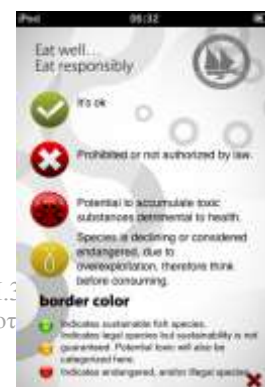 iPod 06:32
Eat well...
Eat responsibly
It's ok
Prohibited or not authorized by law.
Potential to accumulate toxic
substances detrimental to health.
Species is declining or considered
endangered, due to
overexploitation, therefore think
before consuming.
border color
Indicates sustainable fish species.
Indicates legal species but sustainability is not
guaranteed. Potential toxic will also be
categorized here.
Indicates endangered, and/or illegal species